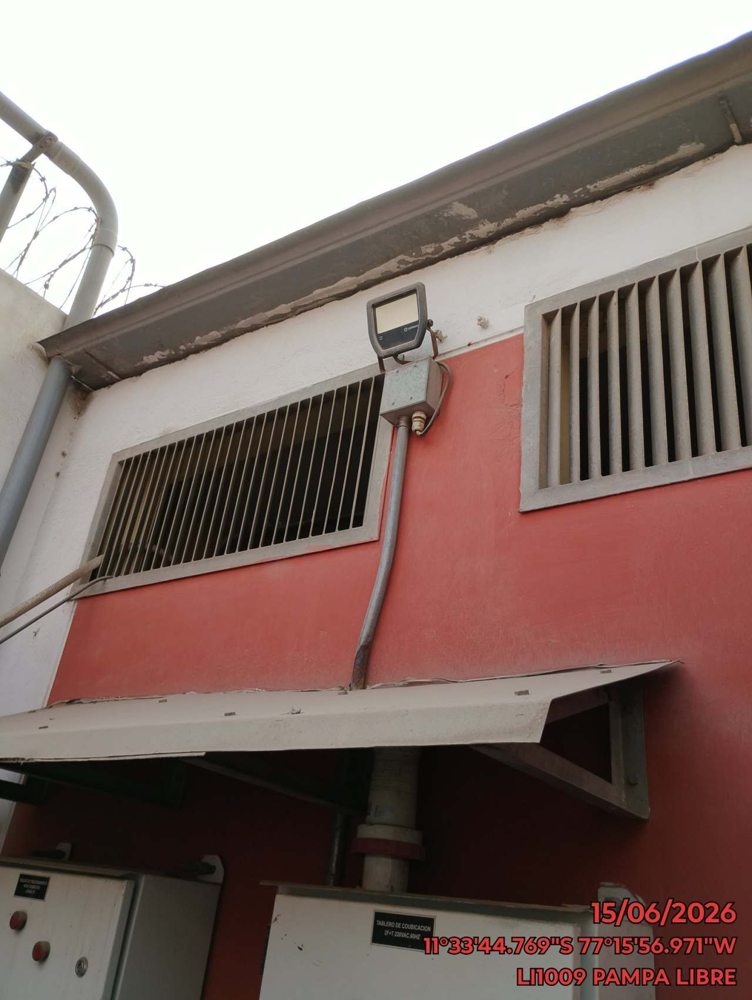 TABLERO DE COUBICACION
2F+T 220VAC,60HZ
15/06/2026
11°33'44.769"S 77°15'56.971"W
LI1009 PAMPA LIBRE